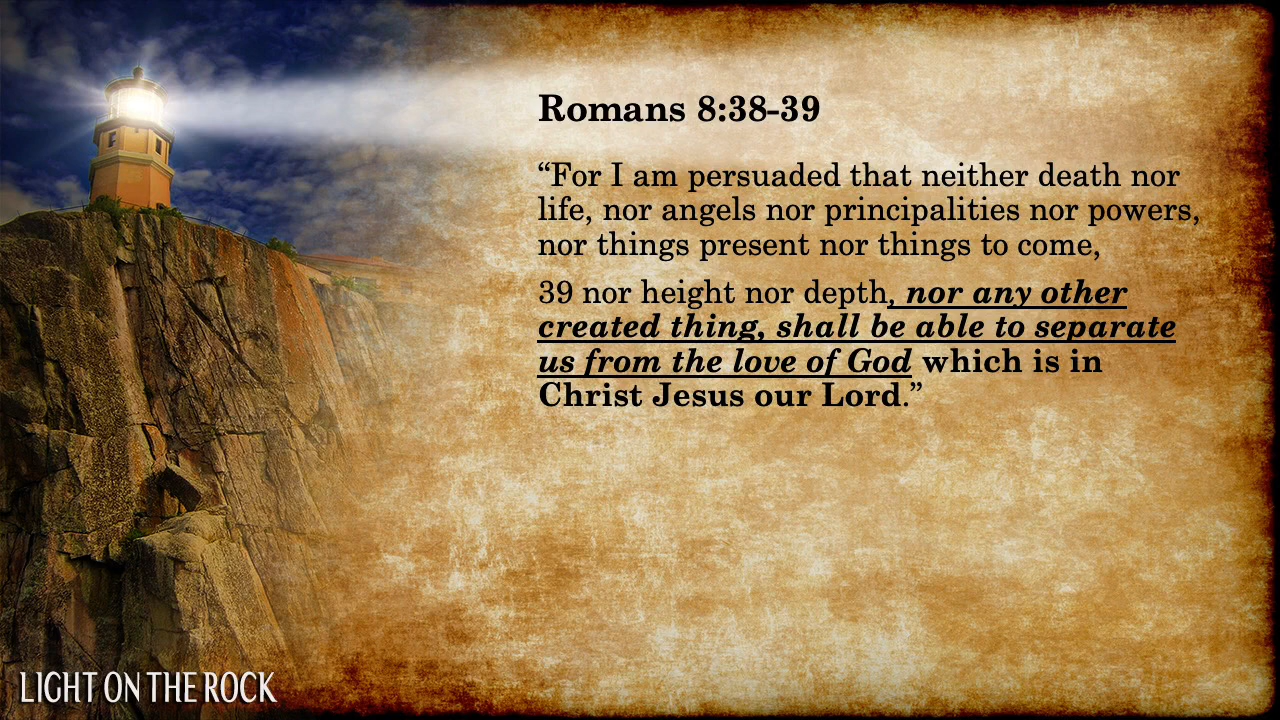 Romans 8:38-39
“For I am persuaded that neither death nor
life, nor angels nor principalities nor powers,
nor things present nor things to come,
39 nor height nor depth, nor any other
created thing, shall be able to separate
us from the love of God which is in
Christ Jesus our Lord.”
LIGHT ON THE ROCK